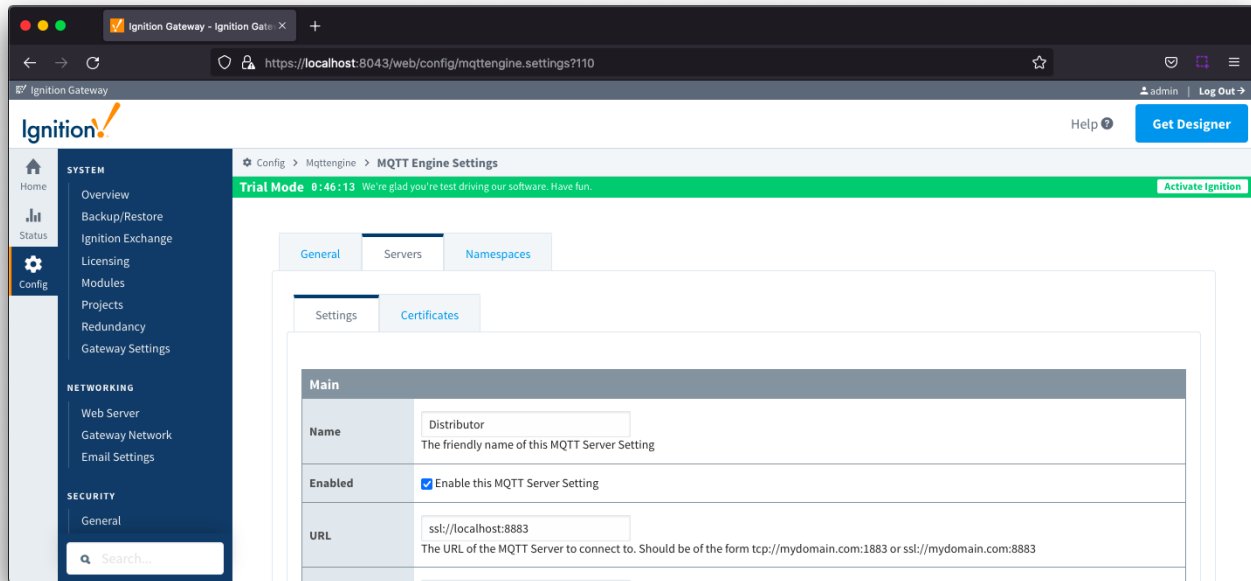 Ignition Gateway - Ignition Gate
https://localhost:8043/web/config/mqttengine.settings?110
Ignition Gateway
admin | Log Out
Ignition!
Help ?
Get Designer
Home
Status
Config
SYSTEM
Overview
Backup/Restore
Ignition Exchange
Licensing
Modules
Projects
Redundancy
Gateway Settings
NETWORKING
Web Server
Gateway Network
Email Settings
SECURITY
General
Search...
Config > Mqttengine > MQTT Engine Settings
Trial Mode 0:46:13 We're glad you're test driving our software. Have fun.
Activate Ignition
General
Servers
Namespaces
Settings
Certificates
Main
Name
Distributor
The friendly name of this MQTT Server Setting
Enabled
Enable this MQTT Server Setting
URL
ssl://localhost:8883
The URL of the MQTT Server to connect to. Should be of the form tcp://mydomain.com:1883 or ssl://mydomain.com:8883